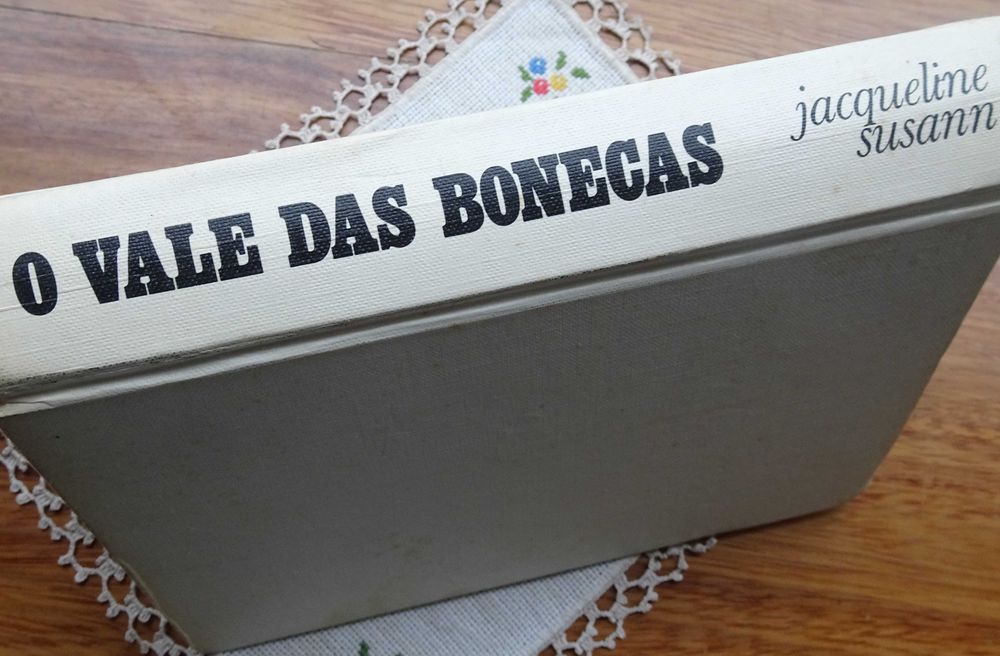 O VALE DAS BONECAS
jacqueline
susann